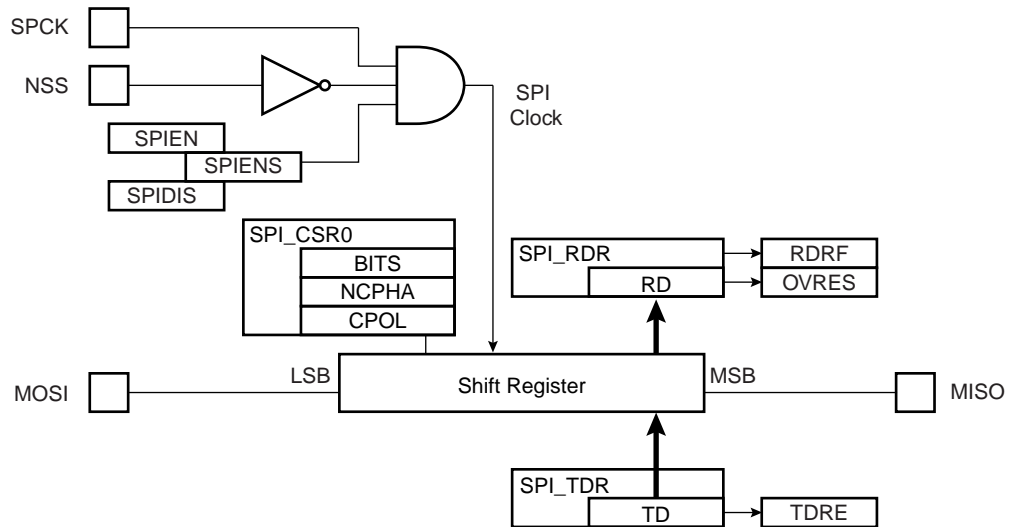 SPCK
NSS
SPI
Clock
SPIEN
SPIENS
SPIDIS
SPI_CSR0
BITS
NCPHA
CPOL
SPI_RDR
RD
RDRF
OVRES
MOSI
LSB
Shift Register
MSB
MISO
SPI_TDR
TD
TDRE